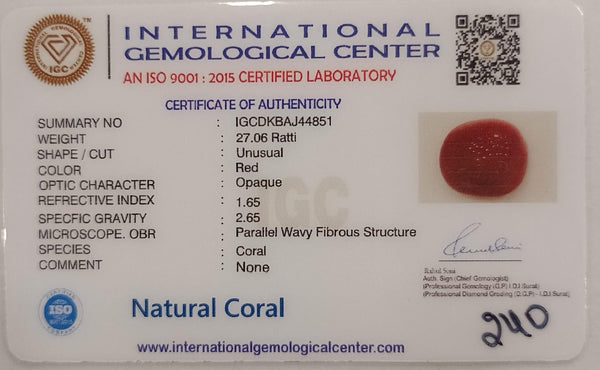 INTERNATIONAL
GEMOLOGICAL CENTER
AN ISO 9001 : 2015 CERTIFIED LABORATORY
IGC
CERTIFICATE OF AUTHENTICITY
SUMMARY NO : IGCDKBAJ44851
WEIGHT : 27.06 Ratti
SHAPE / CUT : Unusual
COLOR : Red
OPTIC CHARACTER : Opaque
REFRECTIVE INDEX : 1.65
SPECFIC GRAVITY : 2.65
MICROSCOPE. OBR : Parallel Wavy Fibrous Structure
SPECIES : Coral
COMMENT : None
IGC
Rahul Soni
Auth. Sign (Chief Gemologist)
(Professional Gemology (G.P) I.D.I.Surat)
(Professional Diamond Grading (D.G.P) - I.D.I.Surat)
ISO
Natural Coral
240
www.internationalgemologicalcenter.com